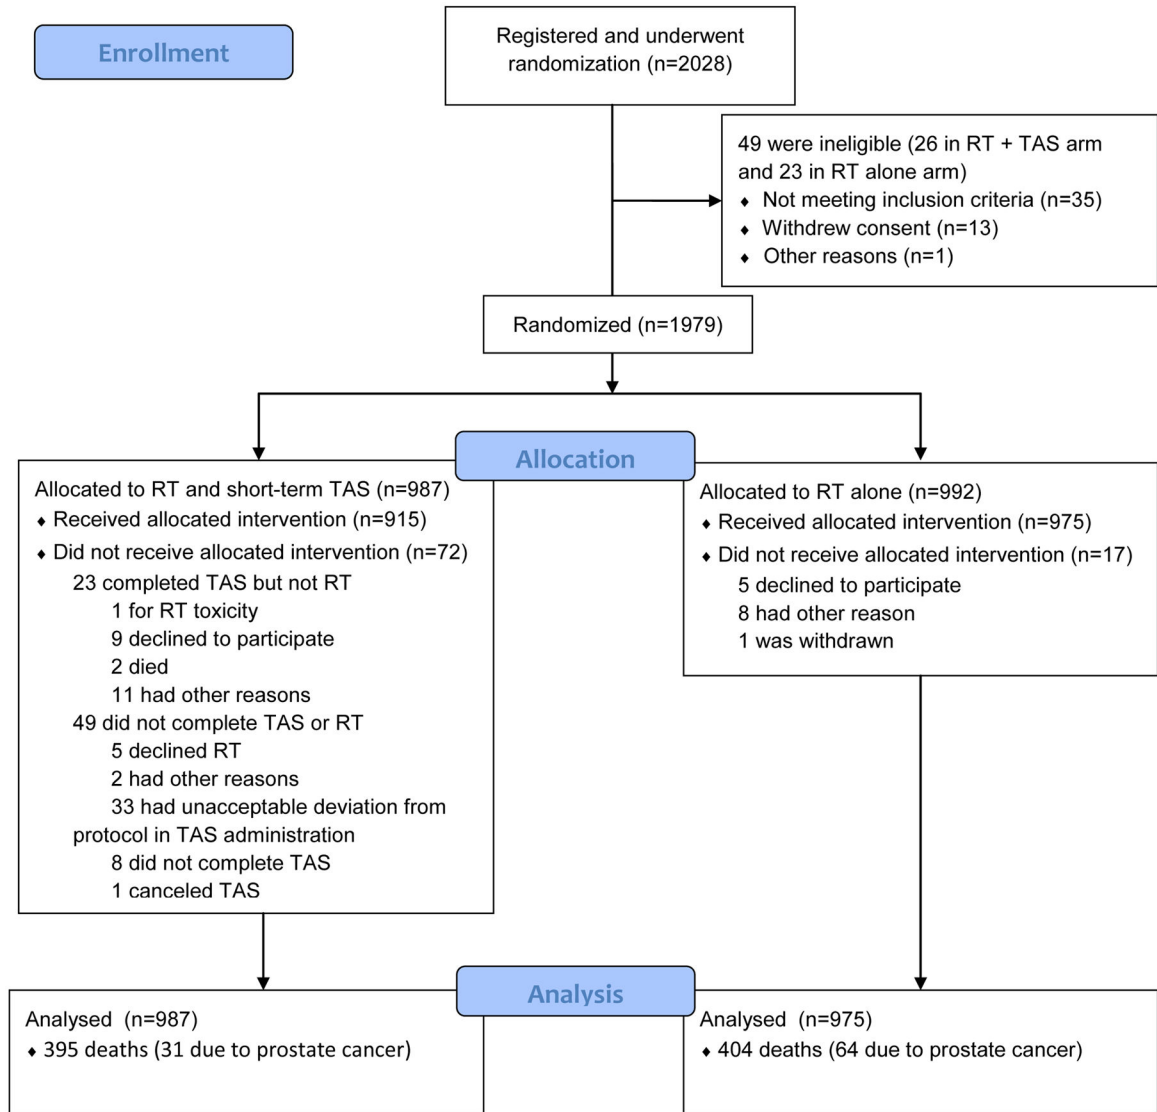 Enrollment
Registered and underwent
randomization (n=2028)
49 were ineligible (26 in RT + TAS arm
and 23 in RT alone arm)
♦ Not meeting inclusion criteria (n=35)
♦ Withdrew consent (n=13)
♦ Other reasons (n=1)
Randomized (n=1979)
Allocation
Allocated to RT and short-term TAS (n=987)
♦ Received allocated intervention (n=915)
♦ Did not receive allocated intervention (n=72)
23 completed TAS but not RT
1 for RT toxicity
9 declined to participate
2 died
11 had other reasons
49 did not complete TAS or RT
5 declined RT
2 had other reasons
33 had unacceptable deviation from
protocol in TAS administration
8 did not complete TAS
1 canceled TAS
Allocated to RT alone (n=992)
♦ Received allocated intervention (n=975)
♦ Did not receive allocated intervention (n=17)
5 declined to participate
8 had other reason
1 was withdrawn
Analysis
Analysed (n=987)
♦ 395 deaths (31 due to prostate cancer)
Analysed (n=975)
♦ 404 deaths (64 due to prostate cancer)